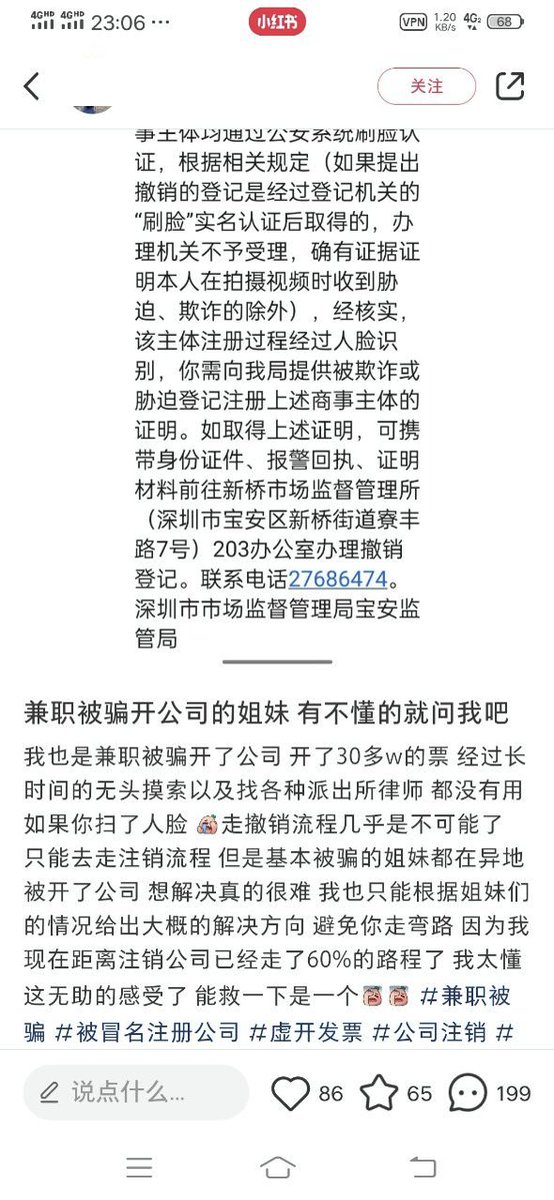 4GHD 4GHD 23:06 ··· 小红书 VPN 1.20 KB/s 4G2 68
关注
事主体均通过公安系统刷脸认
证，根据相关规定（如果提出
撤销的登记是经过登记机关的
“刷脸”实名认证后取得的，办
理机关不予受理，确有证据证
明本人在拍摄视频时收到胁
迫、欺诈的除外），经核实，
该主体注册过程经过人脸识
别，你需向我局提供被欺诈或
胁迫登记注册上述商事主体的
证明。如取得上述证明，可携
带身份证件、报警回执、证明
材料前往新桥市场监督管理所
（深圳市宝安区新桥街道寮丰
路7号）203办公室办理撤销
登记。联系电话27686474。
深圳市市场监督管理局宝安监
管局
兼职被骗开公司的姐妹 有不懂的就问我吧
我也是兼职被骗开了公司 开了30多w的票 经过长
时间的无头摸索以及找各种派出所律师 都没有用
如果你扫了人脸 走撤销流程几乎是不可能了
只能去走注销流程 但是基本被骗的姐妹都在异地
被开了公司 想解决真的很难 我也只能根据姐妹们
的情况给出大概的解决方向 避免你走弯路 因为我
现在距离注销公司已经走了60%的路程了 我太懂
这无助的感受了 能救一下是一个 #兼职被
骗 #被冒名注册公司 #虚开发票 #公司注销 #
说点什么... 86 65 199